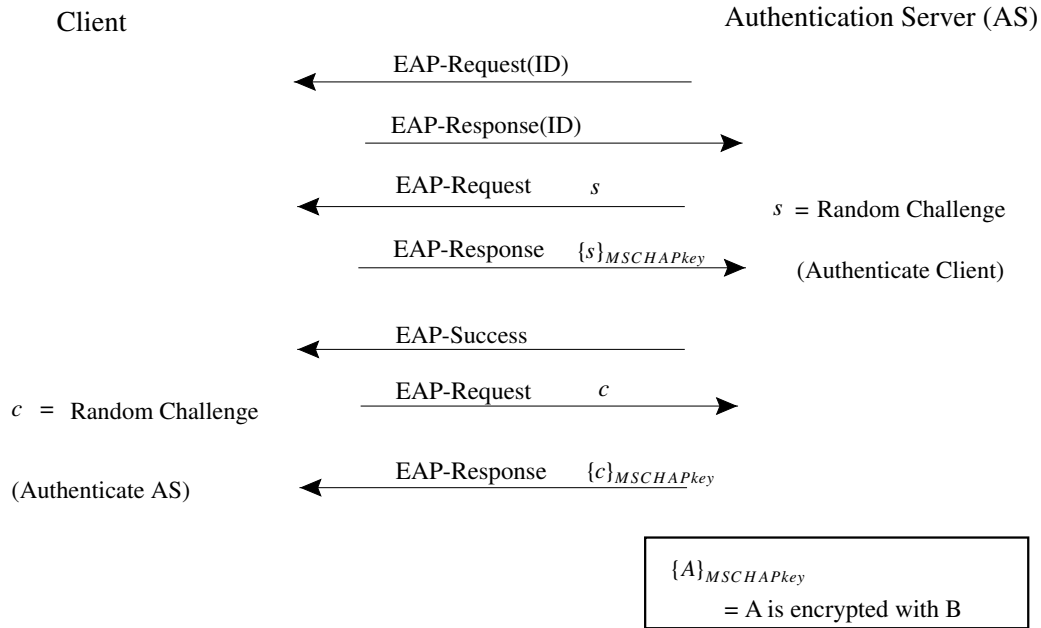 Client
Authentication Server (AS)
EAP-Request(ID)
EAP-Response(ID)
EAP-Request s
s = Random Challenge
EAP-Response {s}MSCHAPkey
(Authenticate Client)
EAP-Success
EAP-Request c
c = Random Challenge
EAP-Response {c}MSCHAPkey
(Authenticate AS)
{A}MSCHAPkey
= A is encrypted with B